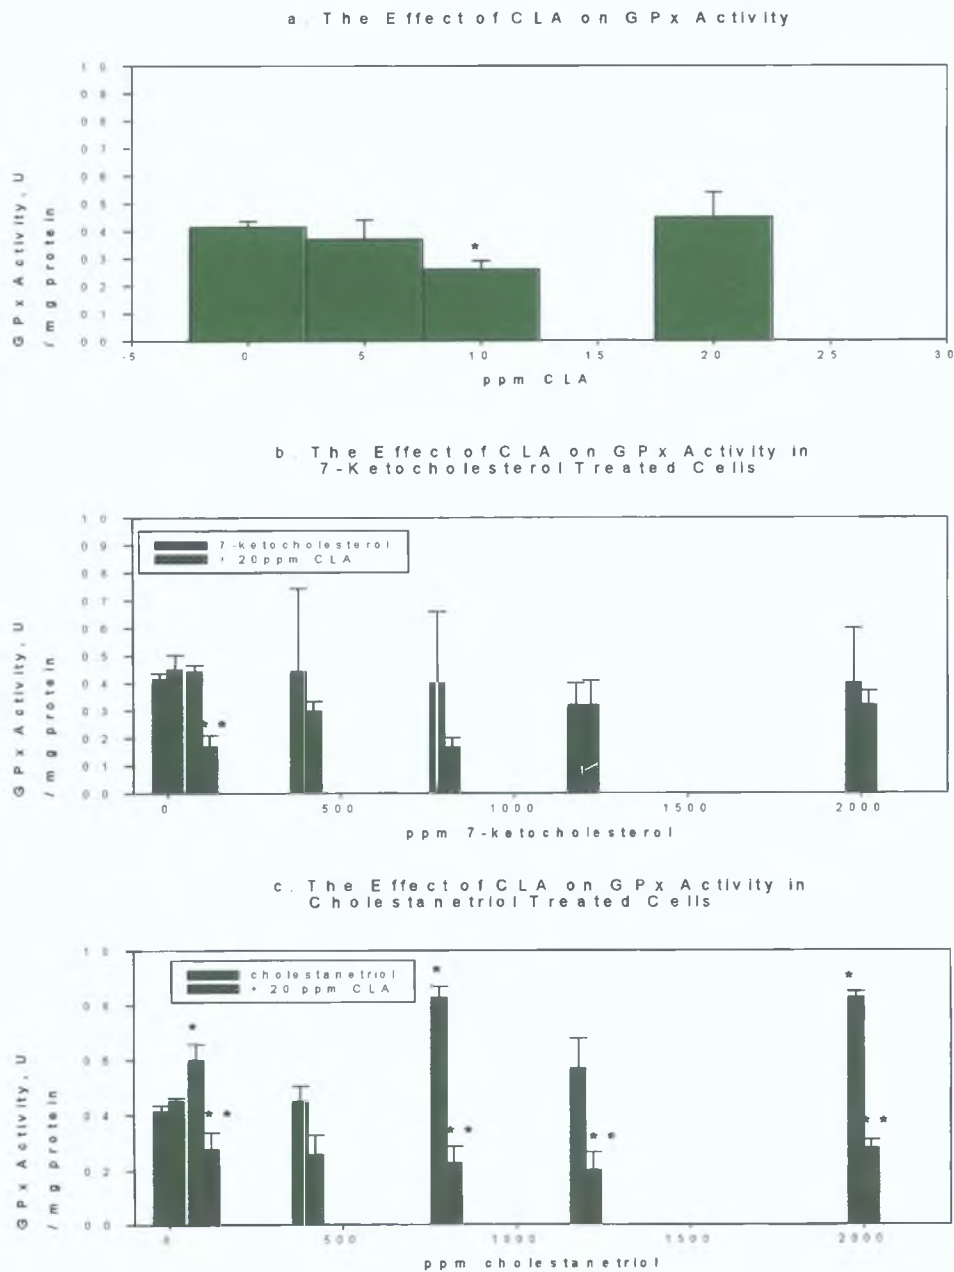 a. The Effect of CLA on GPx Activity
GPx Activity, U
/mg protein
1 0
0 9
0 8
0 7
0 6
0 5
0 4
0 3
0 2
0 1
0 0
*
-5 0 5 10 15 20 25 30
ppm CLA
b. The Effect of CLA on GPx Activity in
7-Ketocholesterol Treated Cells
GPx Activity, U
/mg protein
1 0
0 9
0 8
0 7
0 6
0 5
0 4
0 3
0 2
0 1
0 0
7-ketocholesterol
+ 20ppm CLA
* *
0 500 1000 1500 2000
ppm 7-ketocholesterol
c. The Effect of CLA on GPx Activity in
Cholestanetriol Treated Cells
GPx Activity, U
/mg protein
1 0
0 8
0 6
0 4
0 2
0 0
cholestanetriol
+ 20 ppm CLA
* * *
* * * * * * * *
0 500 1000 1500 2000
ppm cholestanetriol